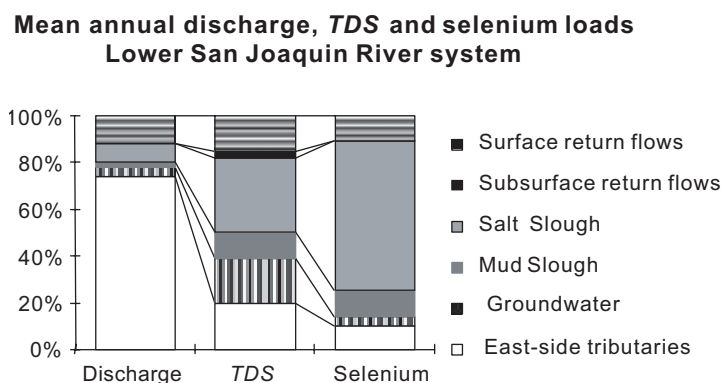 Mean annual discharge, TDS and selenium loads
Lower San Joaquin River system
100%
80%
60%
40%
20%
0%
Discharge
TDS
Selenium
Surface return flows
Subsurface return flows
Salt Slough
Mud Slough
Groundwater
East-side tributaries